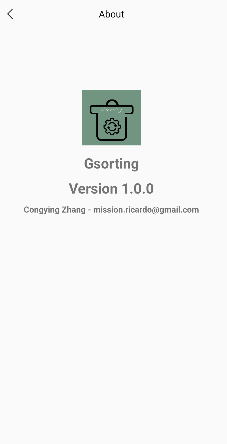 About
Gsorting
Version 1.0.0
Congying Zhang - mission.ricardo@gmail.com